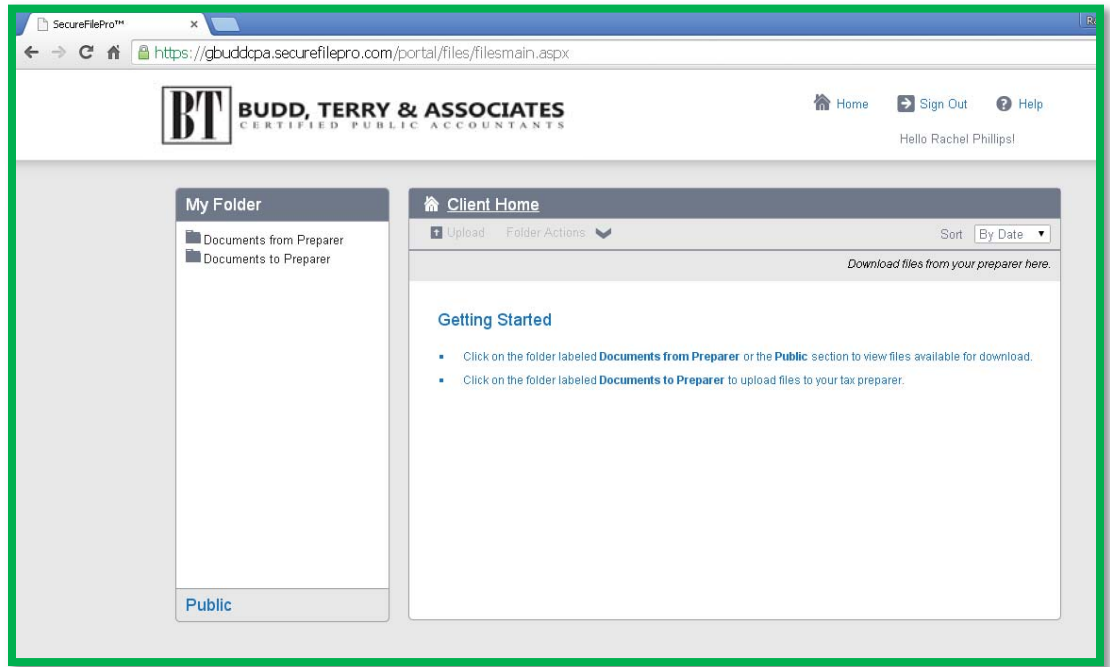 SecureFilePro™ ×
https://gbuddcpa.securefilepro.com/portal/files/filesmain.aspx
BT BUDD, TERRY & ASSOCIATES
CERTIFIED PUBLIC ACCOUNTANTS
Home Sign Out ? Help
Hello Rachel Phillips!
My Folder
Documents from Preparer
Documents to Preparer
Public
Client Home
Upload Folder Actions Sort By Date
Download files from your preparer here.
Getting Started
Click on the folder labeled Documents from Preparer or the Public section to view files available for download.
Click on the folder labeled Documents to Preparer to upload files to your tax preparer.